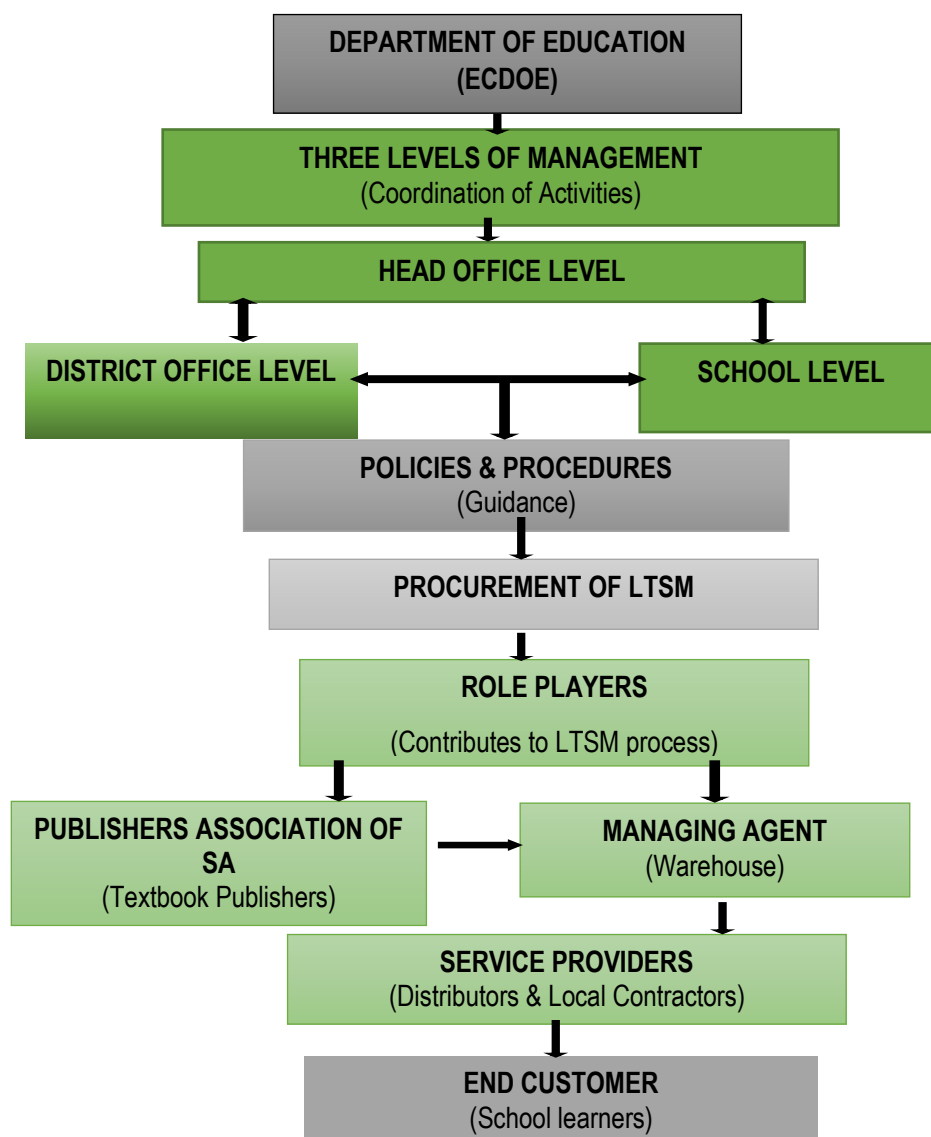 DEPARTMENT OF EDUCATION
(ECDOE)
THREE LEVELS OF MANAGEMENT
(Coordination of Activities)
HEAD OFFICE LEVEL
DISTRICT OFFICE LEVEL
SCHOOL LEVEL
POLICIES & PROCEDURES
(Guidance)
PROCUREMENT OF LTSM
ROLE PLAYERS
(Contributes to LTSM process)
PUBLISHERS ASSOCIATION OF
SA
(Textbook Publishers)
MANAGING AGENT
(Warehouse)
SERVICE PROVIDERS
(Distributors & Local Contractors)
END CUSTOMER
(School learners)